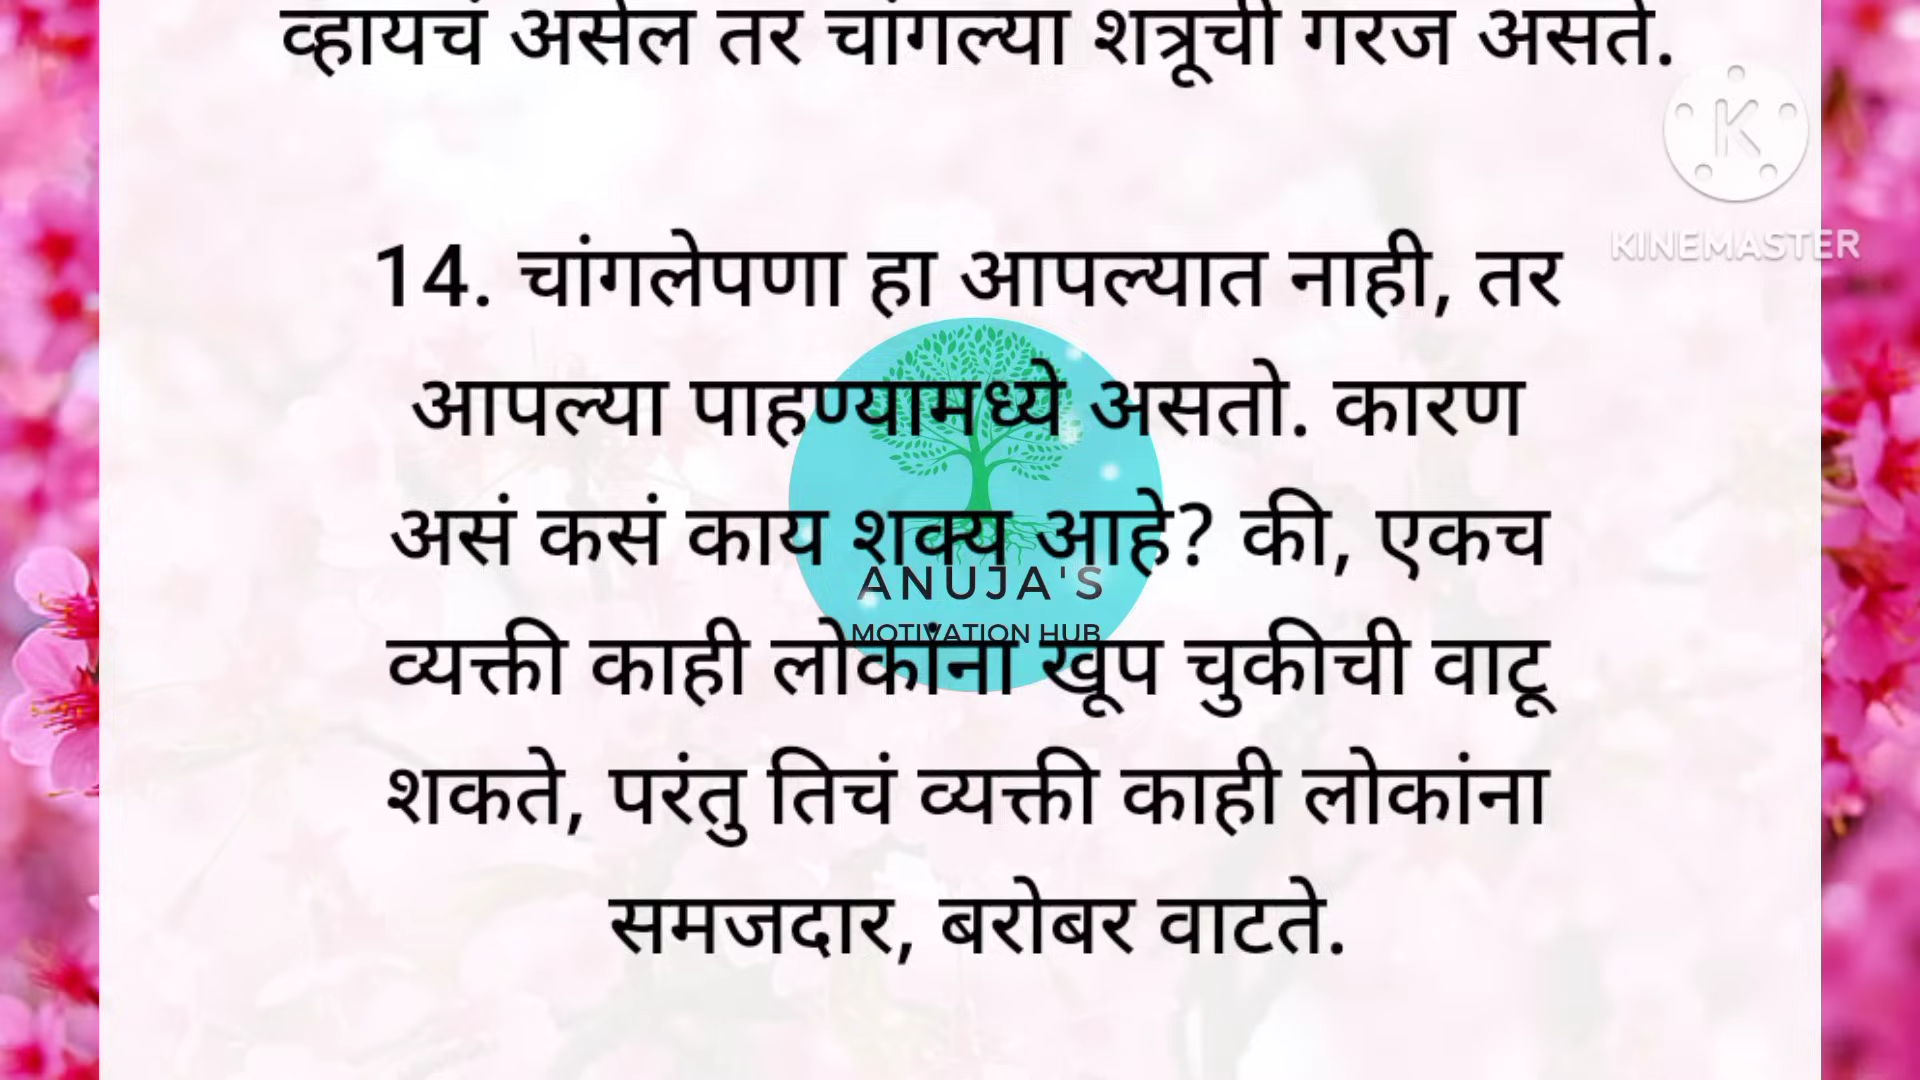 व्हायचं असेल तर चांगल्या शत्रूची गरज असते.
KINEMASTER
14. चांगलेपणा हा आपल्यात नाही, तर
आपल्या पाहण्यामध्ये असतो. कारण
असं कसं काय शक्य आहे? की, एकच
ANUJA'S
MOTIVATION HUB
व्यक्ती काही लोकांना खूप चुकीची वाटू
शकते, परंतु तिचं व्यक्ती काही लोकांना
समजदार, बरोबर वाटते.